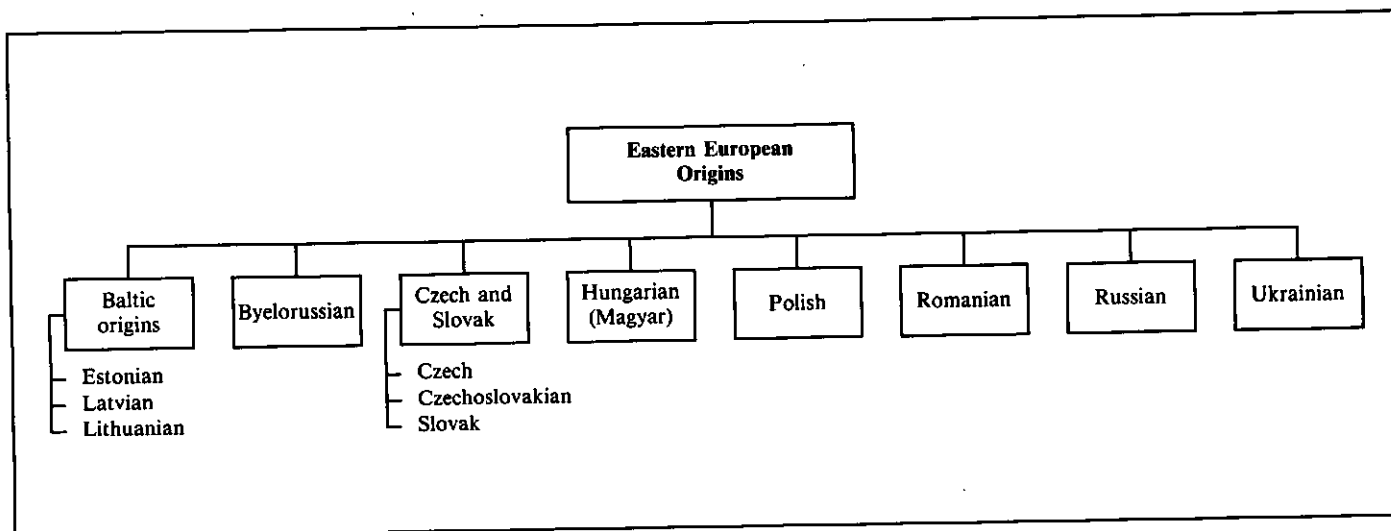 Eastern European
Origins
Baltic
origins
Byelorussian
Czech and
Slovak
Hungarian
(Magyar)
Polish
Romanian
Russian
Ukrainian
Estonian
Latvian
Lithuanian
Czech
Czechoslovakian
Slovak